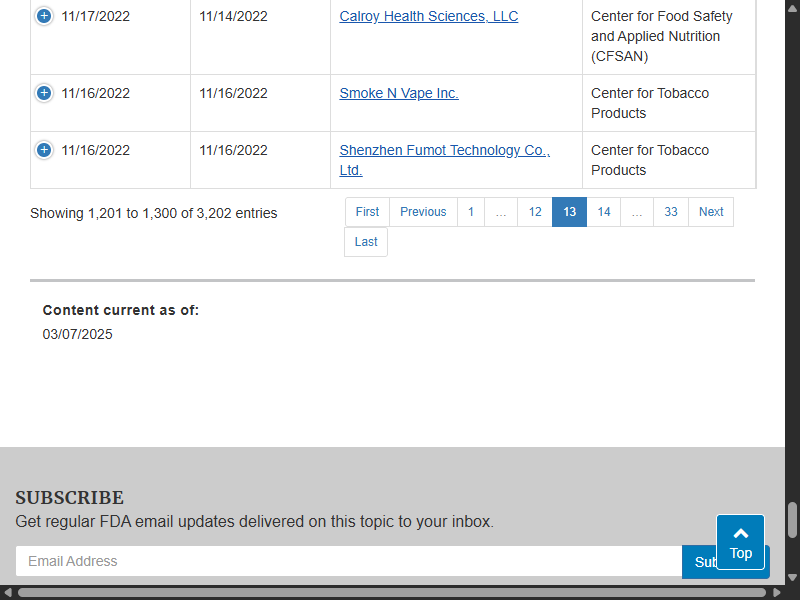 11/17/2022 11/14/2022 Calroy Health Sciences, LLC Center for Food Safety
and Applied Nutrition
(CFSAN)
11/16/2022 11/16/2022 Smoke N Vape Inc. Center for Tobacco
Products
11/16/2022 11/16/2022 Shenzhen Fumot Technology Co., Center for Tobacco
Ltd. Products
Showing 1,201 to 1,300 of 3,202 entries First Previous 1 … 12 13 14 … 33 Next
Last
Content current as of:
03/07/2025
SUBSCRIBE
Get regular FDA email updates delivered on this topic to your inbox.
Top
Email Address